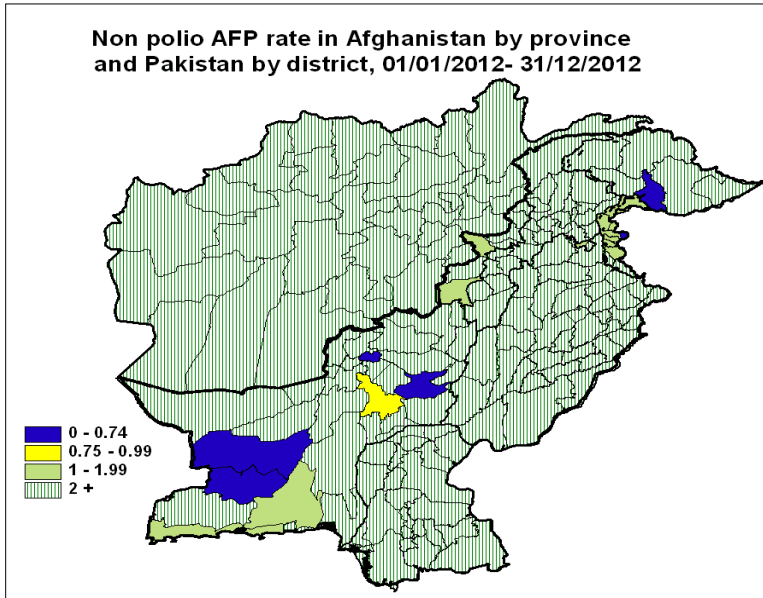 Non polio AFP rate in Afghanistan by province
and Pakistan by district, 01/01/2012- 31/12/2012
0 - 0.74
0.75 - 0.99
1 - 1.99
2 +